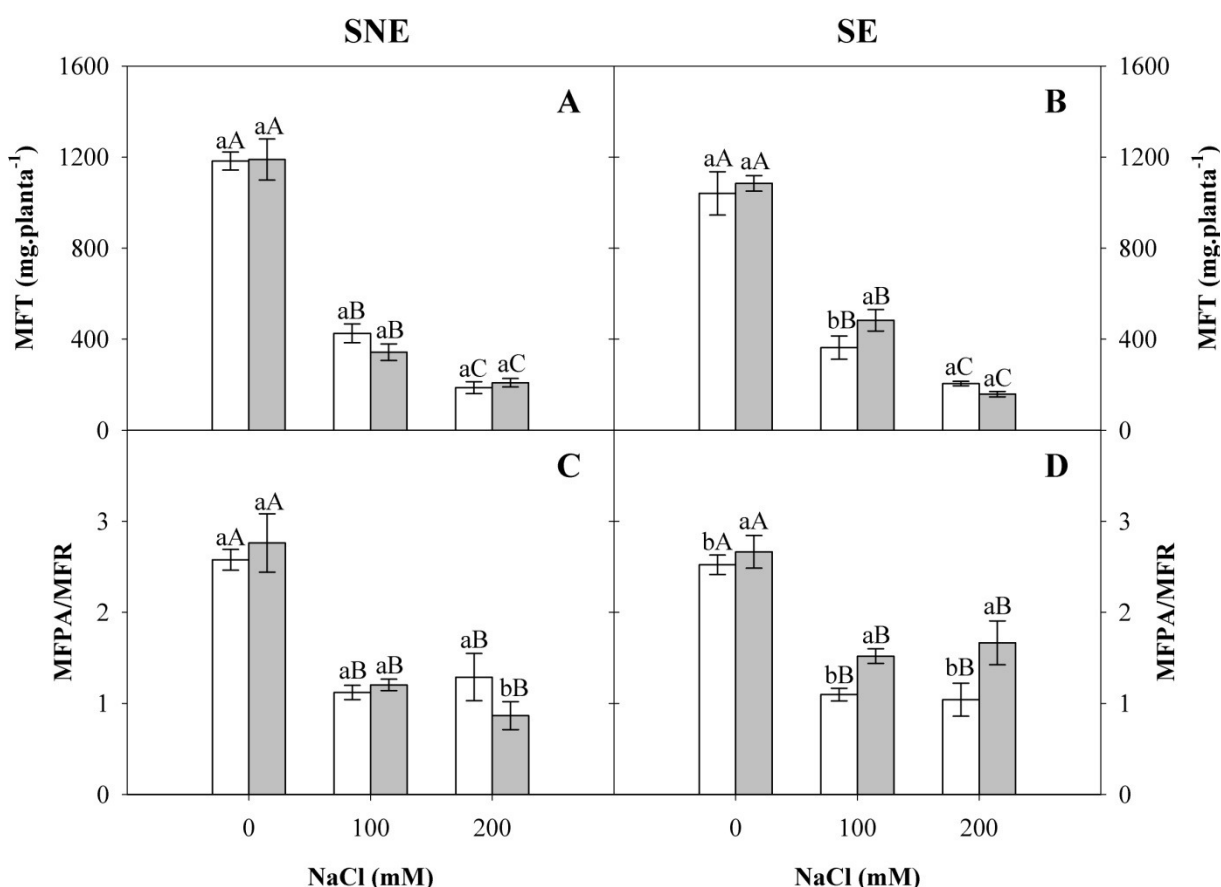 SNE SE
1600 1600
A B
aA aA aA aA
1200 1200
MFT (mg.planta⁻¹) MFT (mg.planta⁻¹)
800 800
aB aB bB aB
400 400
aC aC aC aC
0 0
C D
aA aA bA aA
3 3
MFPA/MFR MFPA/MFR
2 2
aB aB aB bB bB aB bB aB
1 1
0 0
0 100 200 0 100 200
NaCl (mM) NaCl (mM)